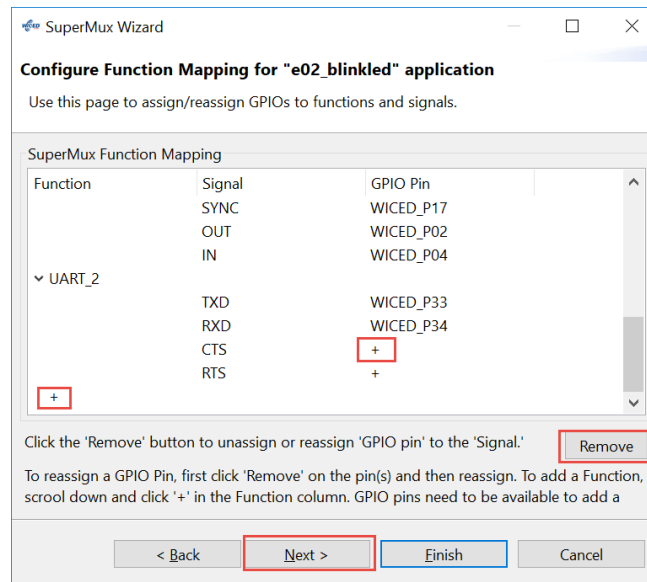 WICED SuperMux Wizard
Configure Function Mapping for "e02_blinkled" application
Use this page to assign/reassign GPIOs to functions and signals.
SuperMux Function Mapping
Function Signal GPIO Pin
SYNC WICED_P17
OUT WICED_P02
IN WICED_P04
UART_2
TXD WICED_P33
RXD WICED_P34
CTS +
RTS +
+
Click the 'Remove' button to unassign or reassign 'GPIO pin' to the 'Signal.' Remove
To reassign a GPIO Pin, first click 'Remove' on the pin(s) and then reassign. To add a Function,
scrool down and click '+' in the Function column. GPIO pins need to be available to add a
< Back Next > Finish Cancel